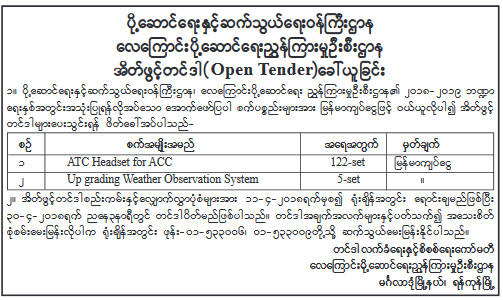 ပို့ဆောင်ရေးနှင့်ဆက်သွယ်ရေးဝန်ကြီးဌာန
လေကြောင်းပို့ဆောင်ရေးညွှန်ကြားမှုဦးစီးဌာန
အိတ်ဖွင့်တင်ဒါ(Open Tender)ခေါ်ယူခြင်း
၁။ ပို့ဆောင်ရေးနှင့်ဆက်သွယ်ရေးဝန်ကြီးဌာန၊ လေကြောင်းပို့ဆောင်ရေး ညွှန်ကြားမှုဦးစီးဌာန၏ ၂၀၁၈-၂၀၁၉ ဘဏ္ဍာ
ရေးနှစ်အတွင်းအသုံးပြုရန်လိုအပ်သော အောက်ဖော်ပြပါ စက်ပစ္စည်းများအား မြန်မာကျပ်ငွေဖြင့် ဝယ်ယူလိုပါ၍ အိတ်ဖွင့်
တင်ဒါများပေးသွင်းရန် ဖိတ်ခေါ်အပ်ပါသည်-
စဉ် စက်အမျိုးအမည် အရေအတွက် မှတ်ချက်
၁ ATC Headset for ACC 122-set မြန်မာကျပ်ငွေ
၂ Up grading Weather Observation System 5-set ။
၂။ အိတ်ဖွင့်တင်ဒါစည်းကမ်းနှင့်လျှောက်လွှာပုံစံများအား ၁၁-၄-၂၀၁၈ရက်မှစ၍ ရုံးချိန်အတွင်း ရောင်းချမည်ဖြစ်ပြီး
၃၀-၄-၂၀၁၈ရက် ညနေ၃နာရီတွင် တင်ဒါပိတ်မည်ဖြစ်ပါသည်။ တင်ဒါအချက်အလက်များနှင့်ပတ်သက်၍ အသေးစိတ်
စုံစမ်းမေးမြန်းလိုပါက ရုံးချိန်အတွင်း ဖုန်း-၀၁-၅၃၃၀၀၆၊ ၀၁-၅၃၃၀၀၉တို့သို့ ဆက်သွယ်မေးမြန်းနိုင်ပါသည်။
တင်ဒါလက်ခံရေးနှင့်စိစစ်ရေးကော်မတီ
လေကြောင်းပို့ဆောင်ရေးညွှန်ကြားမှုဦးစီးဌာန
မင်္ဂလာဒုံမြို့နယ်၊ ရန်ကုန်မြို့